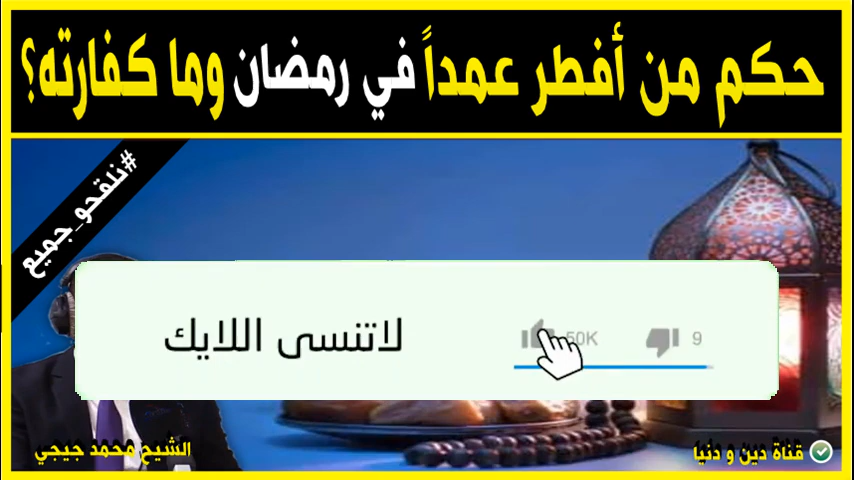 حكم من أفطر عمداً في رمضان وما كفارته؟
#نلقحو_جميع
لاتنسى اللايك
50K
9
الشيخ محمد جيجي
قناة دين و دنيا